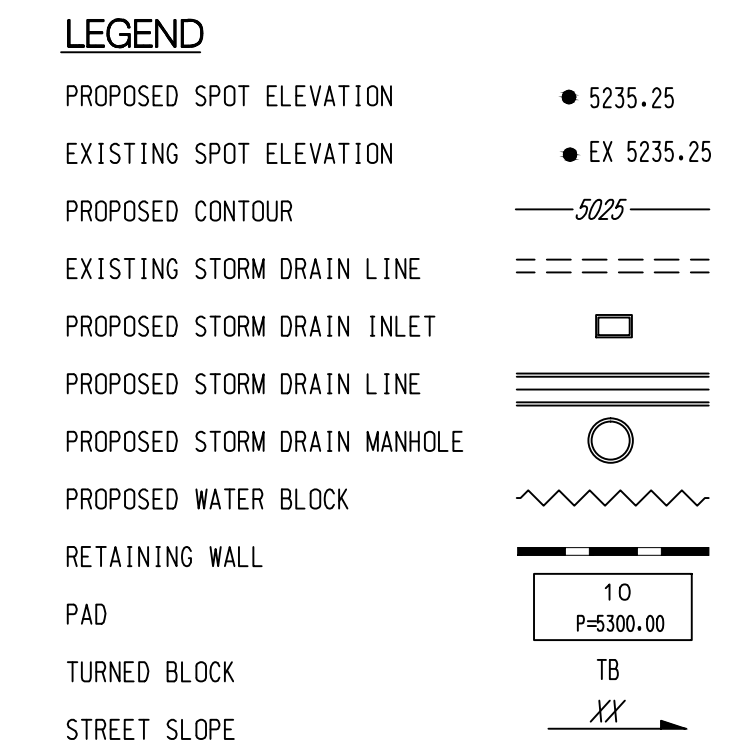 LEGEND
PROPOSED SPOT ELEVATION 5235.25
EXISTING SPOT ELEVATION EX 5235.25
PROPOSED CONTOUR 5025
EXISTING STORM DRAIN LINE
PROPOSED STORM DRAIN INLET
PROPOSED STORM DRAIN LINE
PROPOSED STORM DRAIN MANHOLE
PROPOSED WATER BLOCK
RETAINING WALL
PAD
10
P=5300.00
TURNED BLOCK TB
STREET SLOPE XX